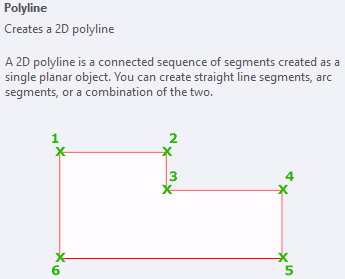 Polyline
Creates a 2D polyline
A 2D polyline is a connected sequence of segments created as a
single planar object. You can create straight line segments, arc
segments, or a combination of the two.
1 2
3 4
6 5